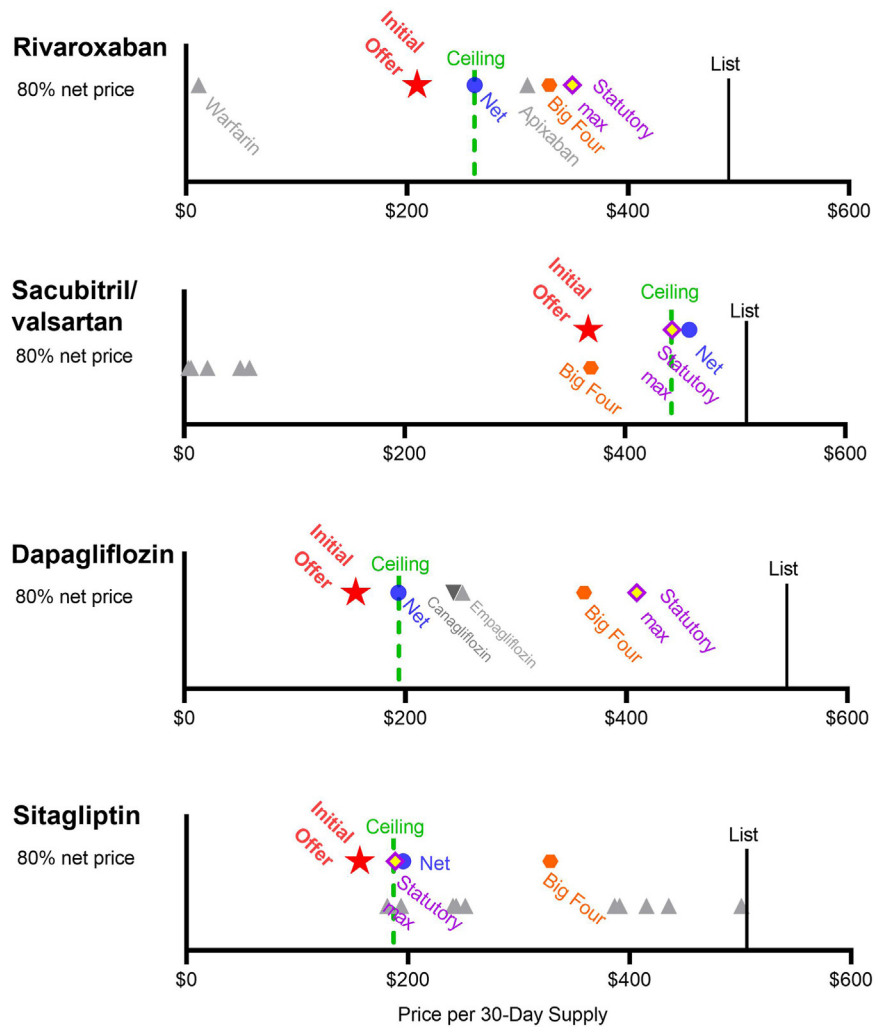 Rivaroxaban
80% net price
Initial
Offer
Ceiling
Net
Warfarin
Apixaban
Big Four
Statutory
max
List
$0
$200
$400
$600
Sacubitril/
valsartan
80% net price
Initial
Offer
Ceiling
Big Four
Statutory
max
Net
List
$0
$200
$400
$600
Dapagliflozin
80% net price
Initial
Offer
Ceiling
Net
Canagliflozin
Empagliflozin
Big Four
Statutory
max
List
$0
$200
$400
$600
Sitagliptin
80% net price
Initial
Offer
Ceiling
Net
Statutory
max
Big Four
List
$0
$200
$400
$600
Price per 30-Day Supply